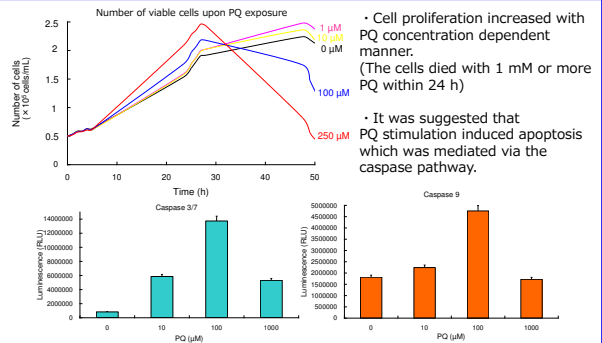 Number of viable cells upon PQ exposure
Number of cells
(×10⁵ cells/mL)
2.5
2
1.5
1
0.5
0
0
10
20
30
40
50
Time (h)
1 μM
10 μM
0 μM
100 μM
250 μM
・Cell proliferation increased with
PQ concentration dependent
manner.
(The cells died with 1 mM or more
PQ within 24 h)
・It was suggested that
PQ stimulation induced apoptosis
which was mediated via the
caspase pathway.
Caspase 3/7
Luminescence (RLU)
14000000
12000000
10000000
8000000
6000000
4000000
2000000
0
0
10
100
1000
PQ (μM)
Caspase 9
Luminescence (RLU)
5000000
4500000
4000000
3500000
3000000
2500000
2000000
1500000
1000000
500000
0
0
10
100
1000
PQ (μM)